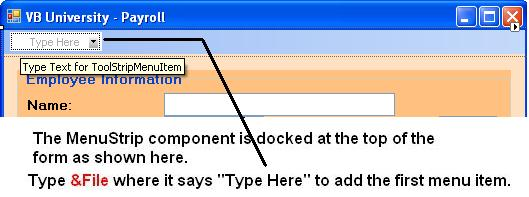 VB University - Payroll
Type Here
Type Text for ToolStripMenuItem
Employee Information
Name:
The MenuStrip component is docked at the top of the
form as shown here.
Type &File where it says "Type Here" to add the first menu item.